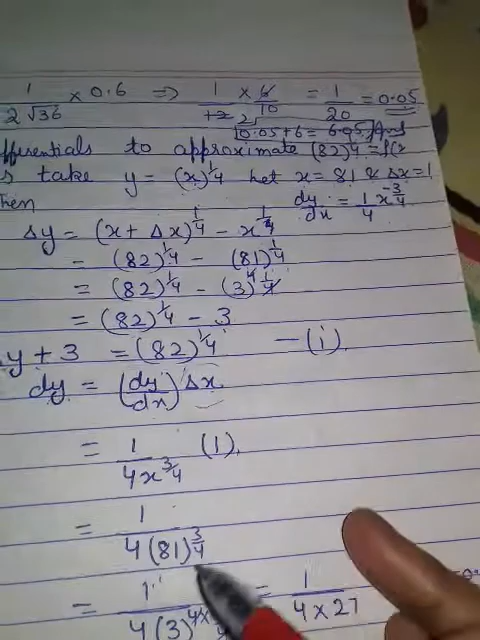 1/(2√36) × 0.6 ⇒ 1/(12 2) × 6/10 = 1/20 = 0.05
0.05 + 6 = 6.05 Ans
fferentials to approximate (82)^1/4 = f(x
s take y = (x)^1/4 Let x = 81 & Δx = 1
hen dy/dx = 1/4 x^-3/4
Δy = (x + Δx)^1/4 - x^1/4
= (82)^1/4 - (81)^1/4
= (82)^1/4 - (3)^4×1/4
= (82)^1/4 - 3
y + 3 = (82)^1/4 —(i)
dy = (dy/dx) Δx
= 1/(4x^3/4) (1)
= 1/(4(81)^3/4)
= 1/(4(3)^4× = 1/(4×27)